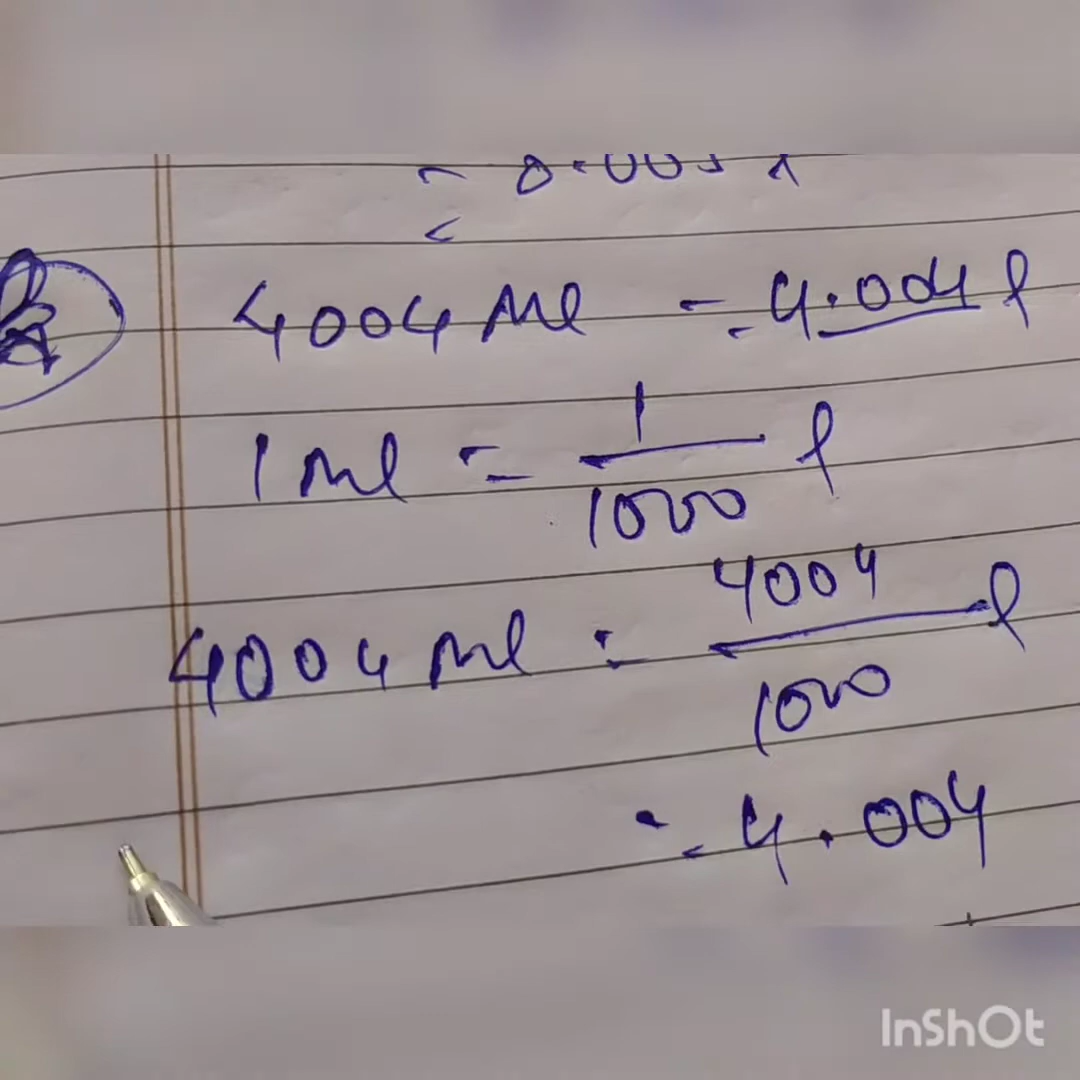 4004 ml = 4.004 l
1 ml = 1/1000 l
4004 ml = 4004/1000 l
= 4.004
InShOt